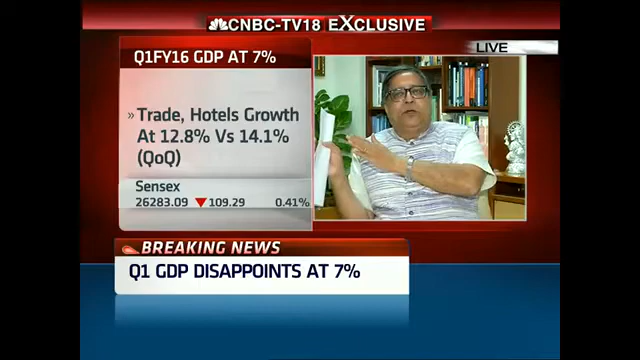 CNBC-TV18 EXCLUSIVE
LIVE
Q1FY16 GDP AT 7%
» Trade, Hotels Growth
At 12.8% Vs 14.1%
(QoQ)
Sensex
26283.09 ▼ 109.29 0.41%
BREAKING NEWS
Q1 GDP DISAPPOINTS AT 7%